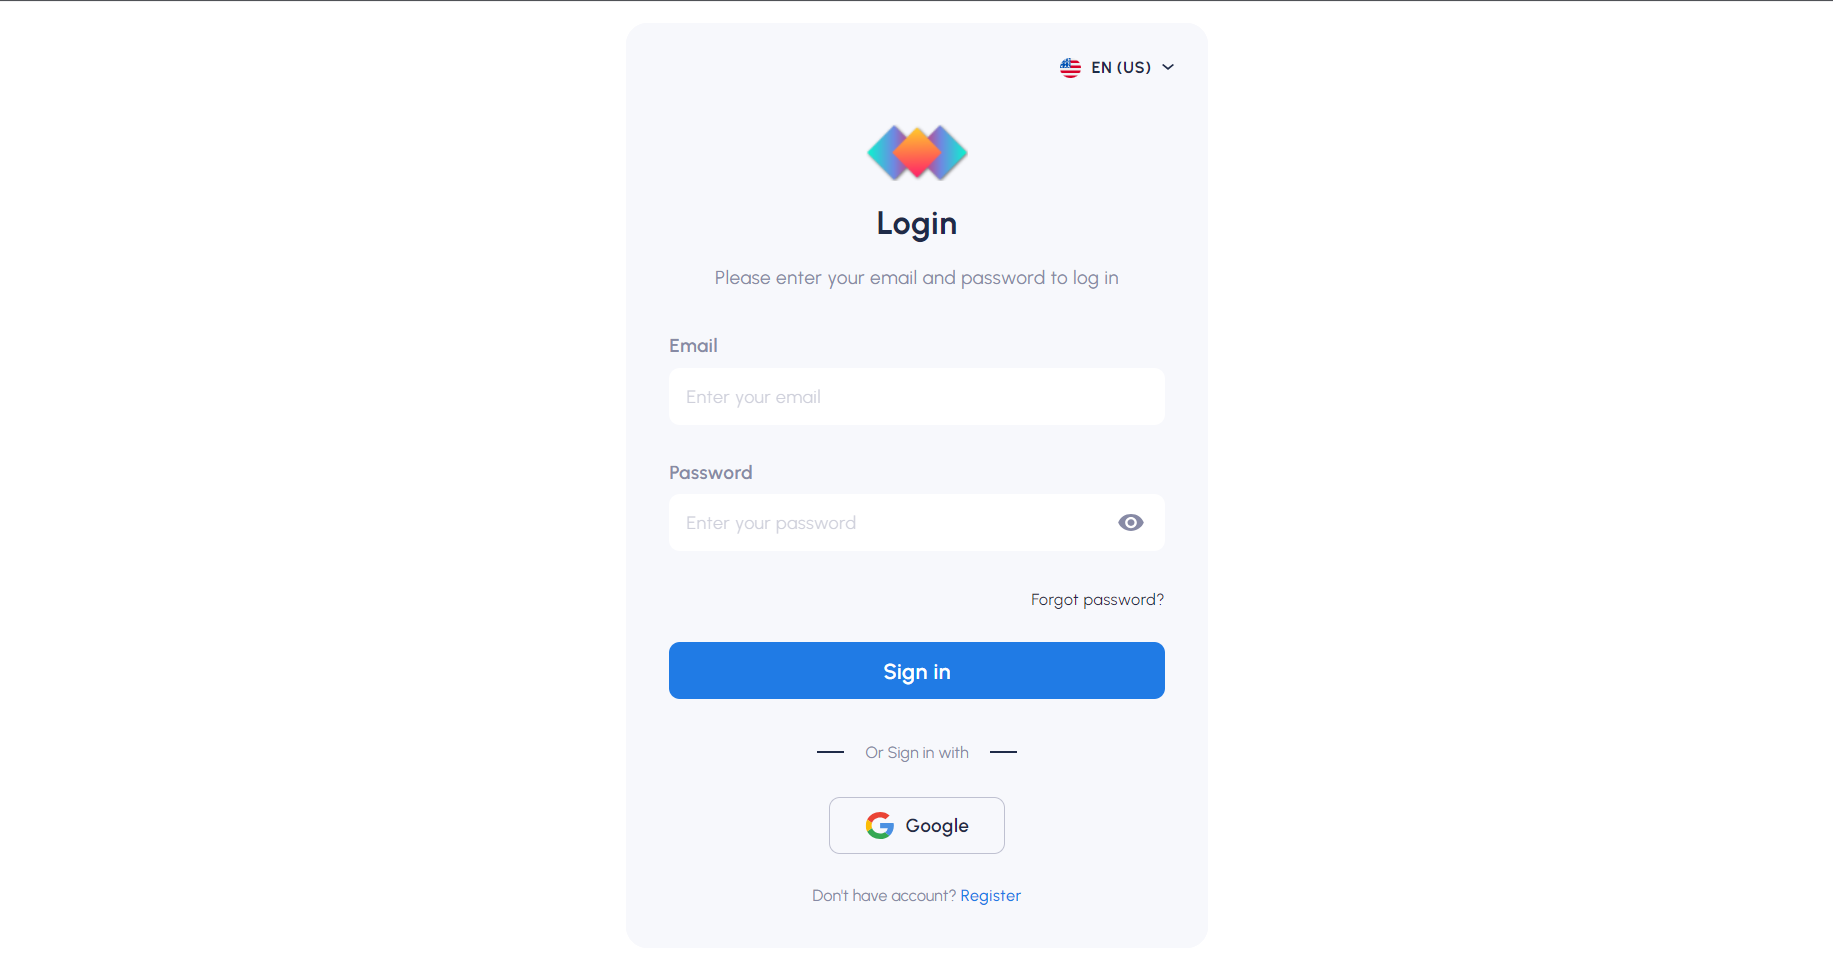 EN (US)
Login
Please enter your email and password to log in
Email
Enter your email
Password
Enter your password
Forgot password?
Sign in
Or Sign in with
Google
Don't have account? Register